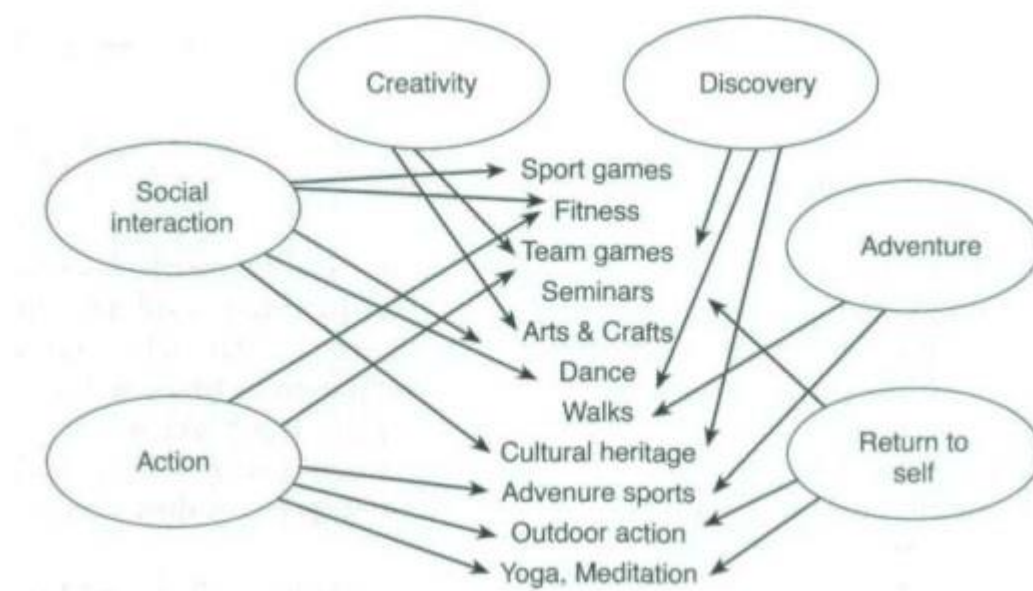 Creativity
Discovery
Social
interaction
Sport games
Fitness
Team games
Seminars
Arts & Crafts
Dance
Walks
Cultural heritage
Advenure sports
Outdoor action
Yoga, Meditation
Adventure
Action
Return to
self